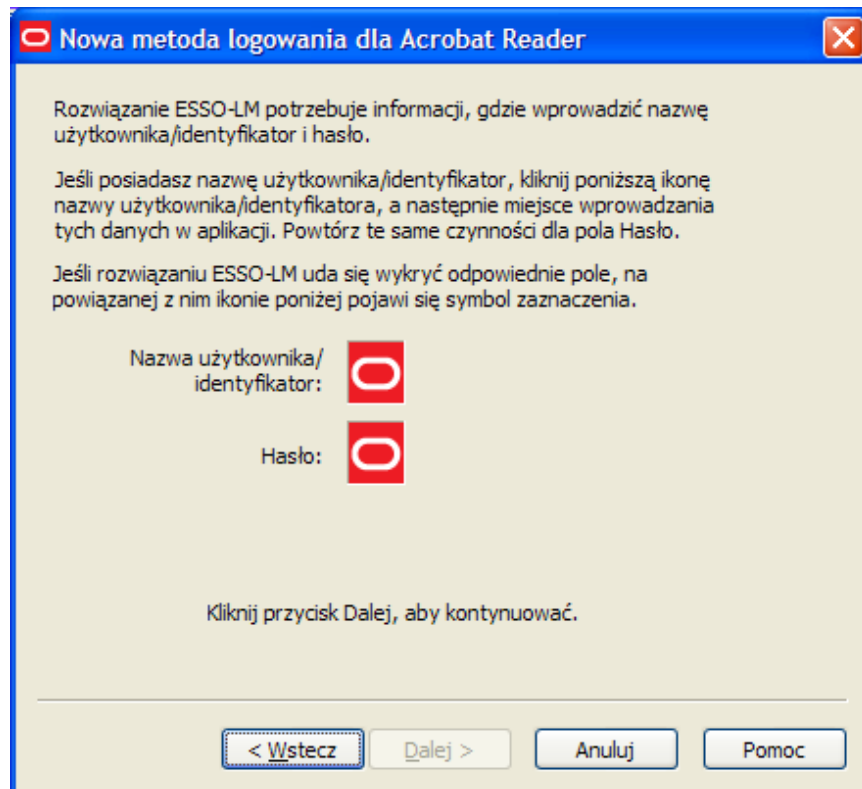 Nowa metoda logowania dla Acrobat Reader
Rozwiązanie ESSO-LM potrzebuje informacji, gdzie wprowadzić nazwę
użytkownika/identyfikator i hasło.
Jeśli posiadasz nazwę użytkownika/identyfikator, kliknij poniższą ikonę
nazwy użytkownika/identyfikatora, a następnie miejsce wprowadzania
tych danych w aplikacji. Powtórz te same czynności dla pola Hasło.
Jeśli rozwiązaniu ESSO-LM uda się wykryć odpowiednie pole, na
powiązanej z nim ikonie poniżej pojawi się symbol zaznaczenia.
Nazwa użytkownika/
identyfikator:
Hasło:
Kliknij przycisk Dalej, aby kontynuować.
< Wstecz Dalej > Anuluj Pomoc